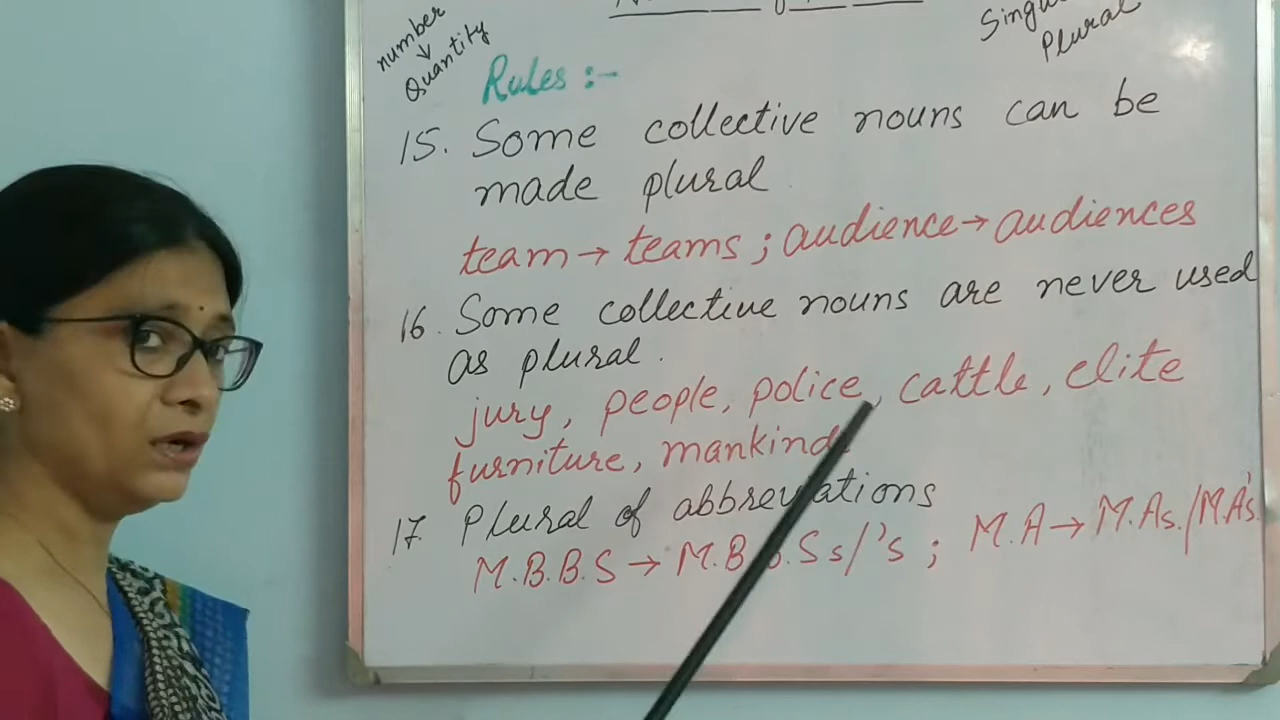 number
↓
Quantity
Plural
Rules :-
15. Some collective nouns can be
made plural
team → teams ; audience → audiences
16. Some collective nouns are never used
as plural.
jury, people, police, cattle, elite
furniture, mankind
17. Plural of abbreviations
M.B.B.S → M.B.B.Ss/'s ; M.A → M.As./M.A's.